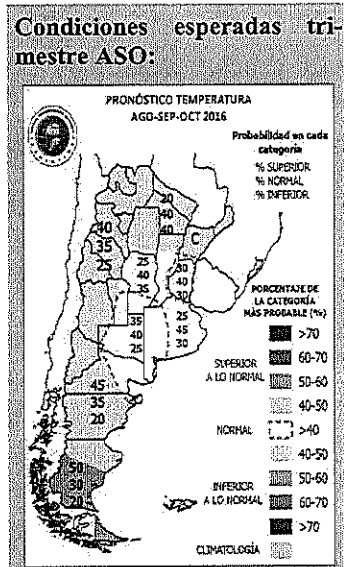 Condiciones esperadas tri-
mestre ASO:
PRONÓSTICO TEMPERATURA
AGO-SEP-OCT 2016
Probabilidad en cada
categoría
% SUPERIOR
% NORMAL
% INFERIOR
20
40
40
40
35
25
C
25
40
35
30
40
30
35
40
25
25
45
30
45
35
20
50
30
20
PORCENTAJE DE
LA CATEGORÍA
MÁS PROBABLE (%)
>70
60-70
SUPERIOR
A LO NORMAL
50-60
40-50
NORMAL
>40
40-50
INFERIOR
A LO NORMAL
50-60
60-70
>70
CLIMATOLOGÍA